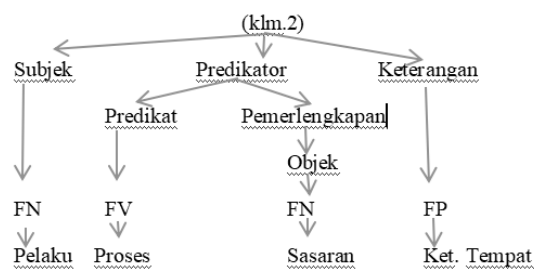 (klm.2)
Subjek Predikator Keterangan
Predikat Pemerlengkapan
Objek
FN FV FN FP
Pelaku Proses Sasaran Ket. Tempat